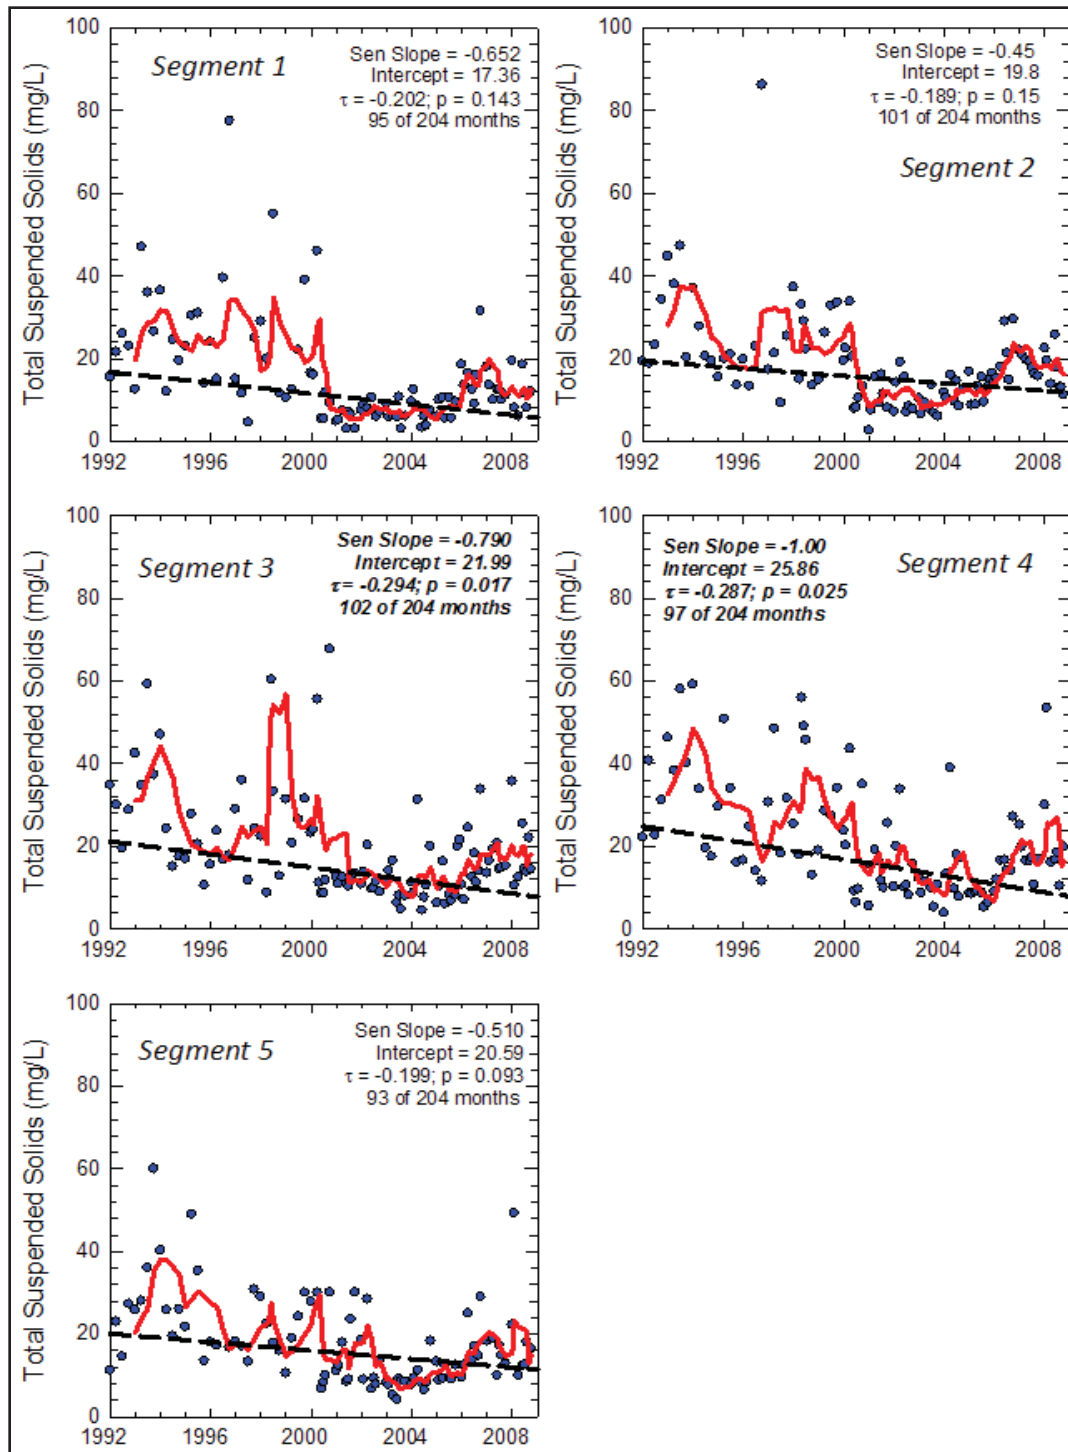 Total Suspended Solids (mg/L)
100
80
60
40
20
0
1992
1996
2000
2004
2008
Segment 1
Sen Slope = -0.652
Intercept = 17.36
τ = -0.202; p = 0.143
95 of 204 months
Total Suspended Solids (mg/L)
100
80
60
40
20
0
1992
1996
2000
2004
2008
Sen Slope = -0.45
Intercept = 19.8
τ = -0.189; p = 0.15
101 of 204 months
Segment 2
Total Suspended Solids (mg/L)
100
80
60
40
20
0
1992
1996
2000
2004
2008
Segment 3
Sen Slope = -0.790
Intercept = 21.99
τ = -0.294; p = 0.017
102 of 204 months
Total Suspended Solids (mg/L)
100
80
60
40
20
0
1992
1996
2000
2004
2008
Sen Slope = -1.00
Intercept = 25.86
τ = -0.287; p = 0.025
97 of 204 months
Segment 4
Total Suspended Solids (mg/L)
100
80
60
40
20
0
1992
1996
2000
2004
2008
Segment 5
Sen Slope = -0.510
Intercept = 20.59
τ = -0.199; p = 0.093
93 of 204 months